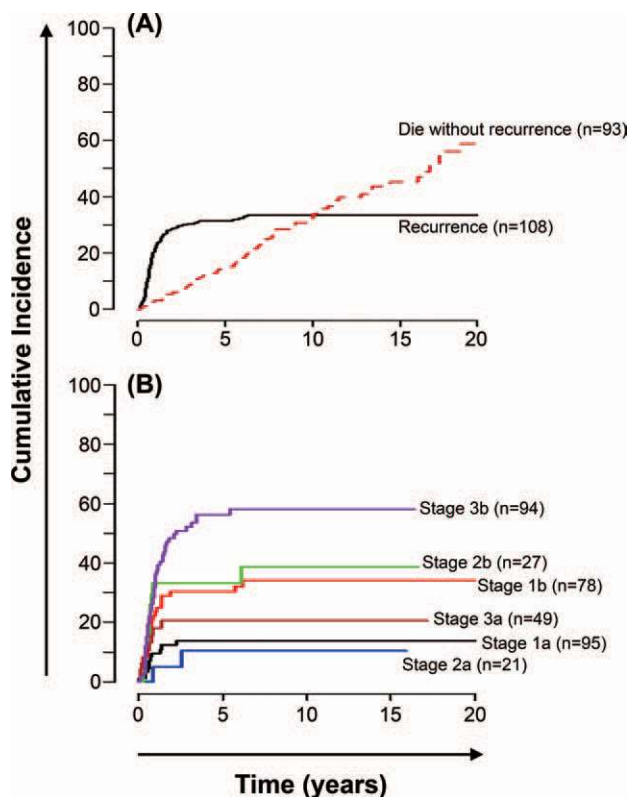 (A)
100
80
60
40
20
0
Die without recurrence (n=93)
Recurrence (n=108)
0 5 10 15 20
Cumulative Incidence
(B)
100
80
60
40
20
0
Stage 3b (n=94)
Stage 2b (n=27)
Stage 1b (n=78)
Stage 3a (n=49)
Stage 1a (n=95)
Stage 2a (n=21)
0 5 10 15 20
Time (years)